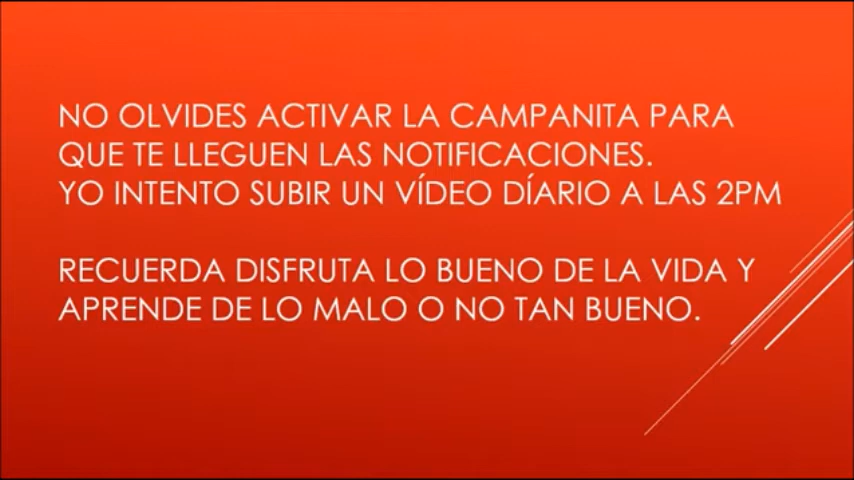 NO OLVIDES ACTIVAR LA CAMPANITA PARA
QUE TE LLEGUEN LAS NOTIFICACIONES.
YO INTENTO SUBIR UN VÍDEO DÍARIO A LAS 2PM
RECUERDA DISFRUTA LO BUENO DE LA VIDA Y
APRENDE DE LO MALO O NO TAN BUENO.